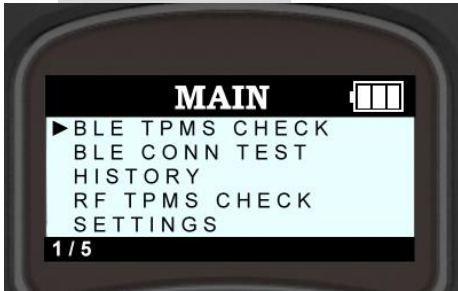 MAIN
▶BLE TPMS CHECK
BLE CONN TEST
HISTORY
RF TPMS CHECK
SETTINGS
1/5